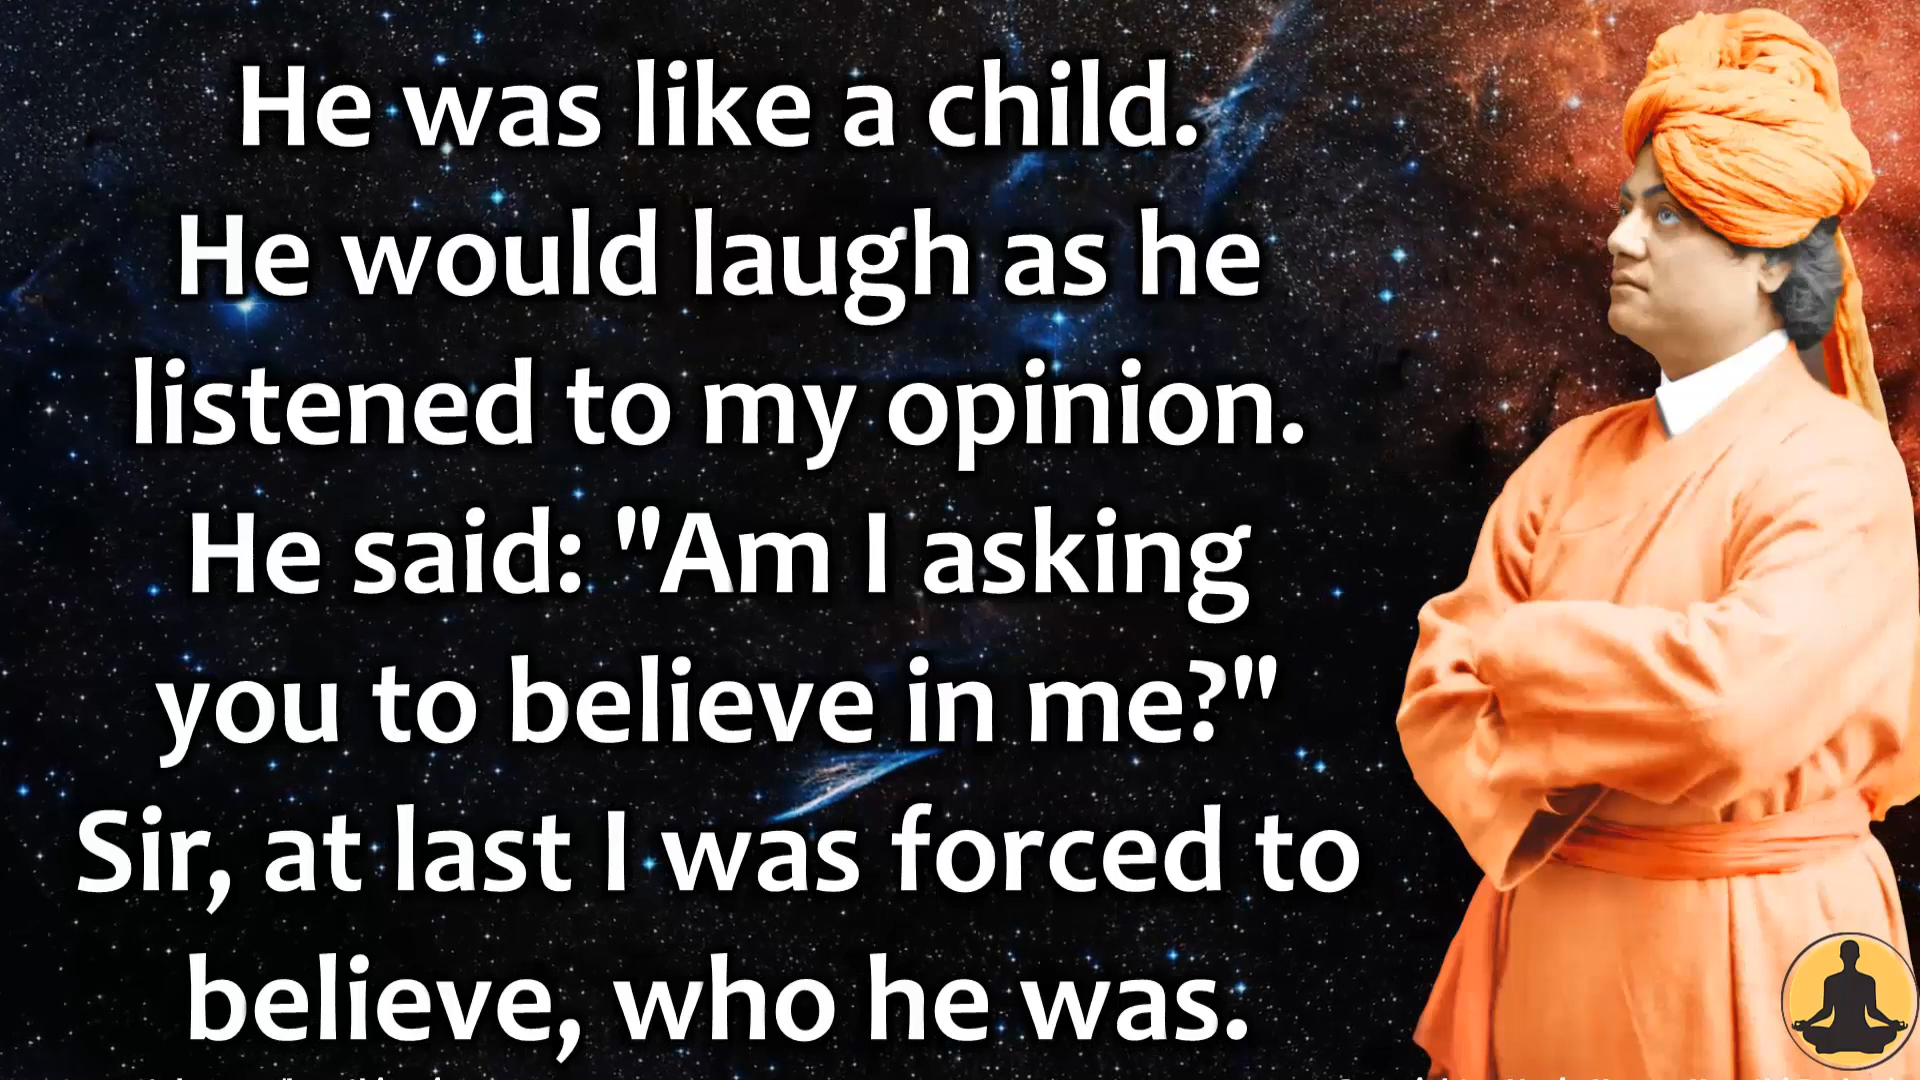 He was like a child.
He would laugh as he
listened to my opinion.
He said: "Am I asking
you to believe in me?"
Sir, at last I was forced to
believe, who he was.